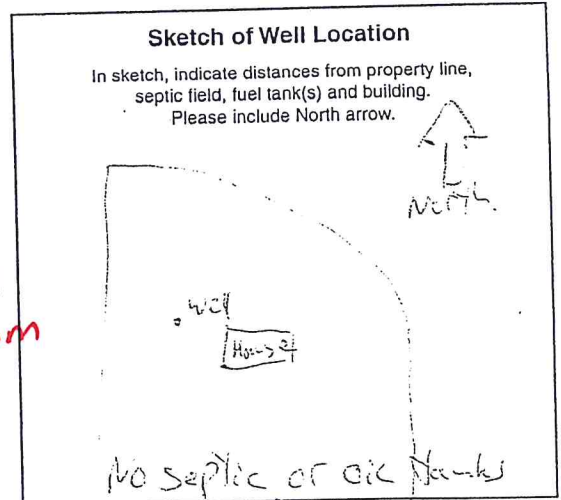 Sketch of Well Location
In sketch, indicate distances from property line,
septic field, fuel tank(s) and building.
Please include North arrow.
North.
well
House
m
No septic or oil tanks